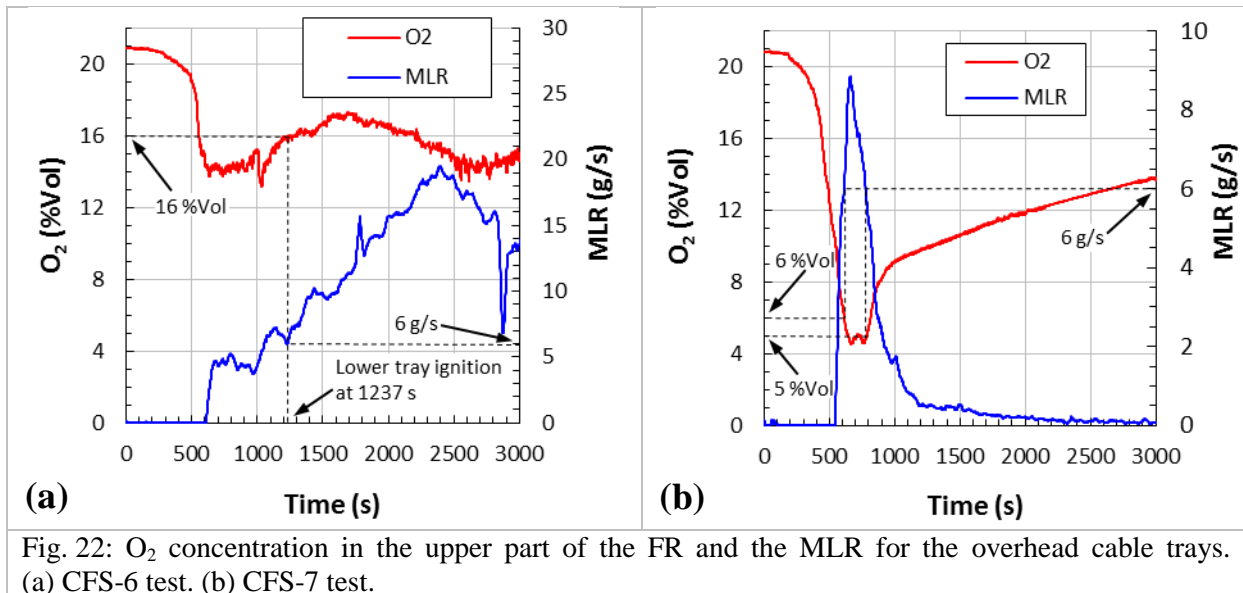 O2
MLR
O₂ (%Vol)
20
16
12
8
4
0
30
25
20
15
10
5
0
MLR (g/s)
16 %Vol
6 g/s
Lower tray ignition
at 1237 s
0 500 1000 1500 2000 2500 3000
Time (s)
(a)
O2
MLR
O₂ (%Vol)
20
16
12
8
4
0
10
8
6
4
2
0
MLR (g/s)
6 %Vol
5 %Vol
6 g/s
0 500 1000 1500 2000 2500 3000
Time (s)
(b)
Fig. 22: O₂ concentration in the upper part of the FR and the MLR for the overhead cable trays.
(a) CFS-6 test. (b) CFS-7 test.